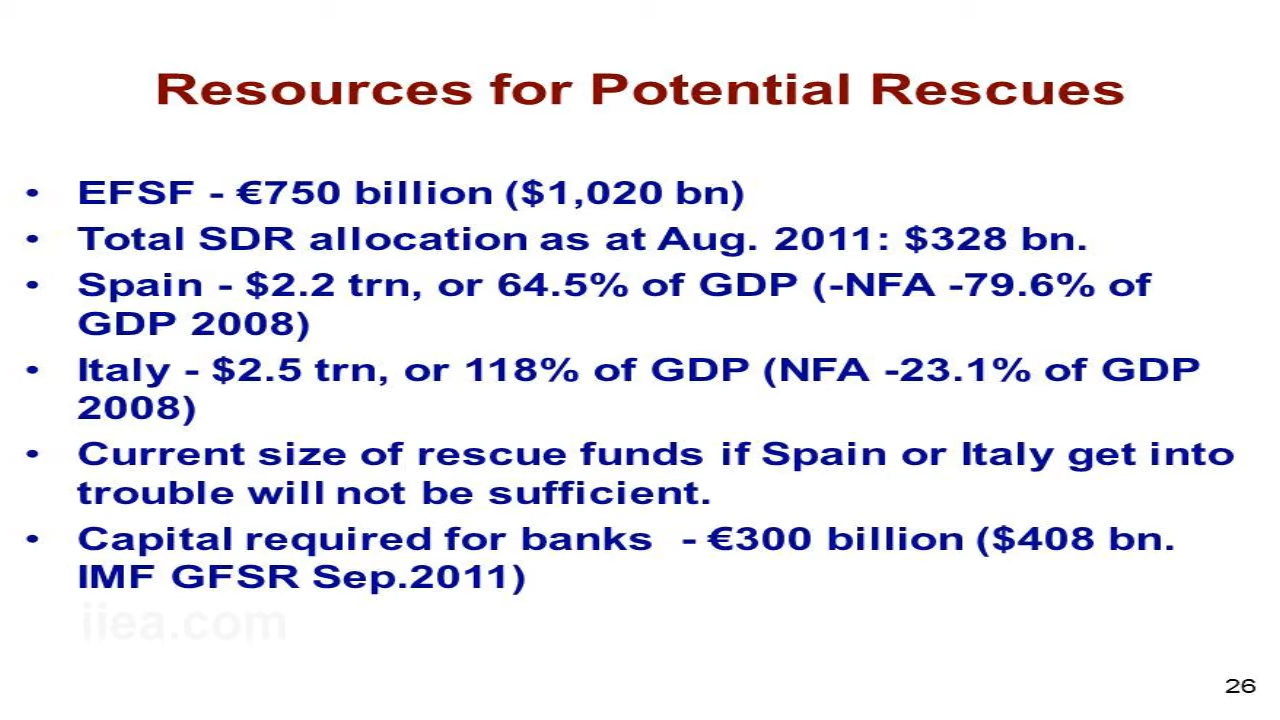 Resources for Potential Rescues
• EFSF - €750 billion ($1,020 bn)
• Total SDR allocation as at Aug. 2011: $328 bn.
• Spain - $2.2 trn, or 64.5% of GDP (-NFA -79.6% of
GDP 2008)
• Italy - $2.5 trn, or 118% of GDP (NFA -23.1% of GDP
2008)
• Current size of rescue funds if Spain or Italy get into
trouble will not be sufficient.
• Capital required for banks - €300 billion ($408 bn.
IMF GFSR Sep.2011)
iiea.com
26